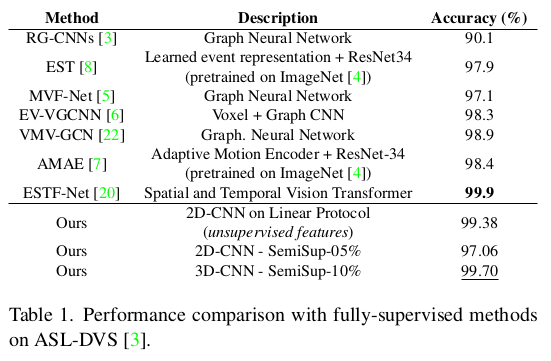 Method Description Accuracy (%)
RG-CNNs [3] Graph Neural Network 90.1
EST [8] Learned event representation + ResNet34 (pretrained on ImageNet [4]) 97.9
MVF-Net [5] Graph Neural Network 97.1
EV-VGCNN [6] Voxel + Graph CNN 98.3
VMV-GCN [22] Graph. Neural Network 98.9
AMAE [7] Adaptive Motion Encoder + ResNet-34 (pretrained on ImageNet [4]) 98.4
ESTF-Net [20] Spatial and Temporal Vision Transformer 99.9
Ours 2D-CNN on Linear Protocol (unsupervised features) 99.38
Ours 2D-CNN - SemiSup-05% 97.06
Ours 3D-CNN - SemiSup-10% 99.70
Table 1. Performance comparison with fully-supervised methods
on ASL-DVS [3].